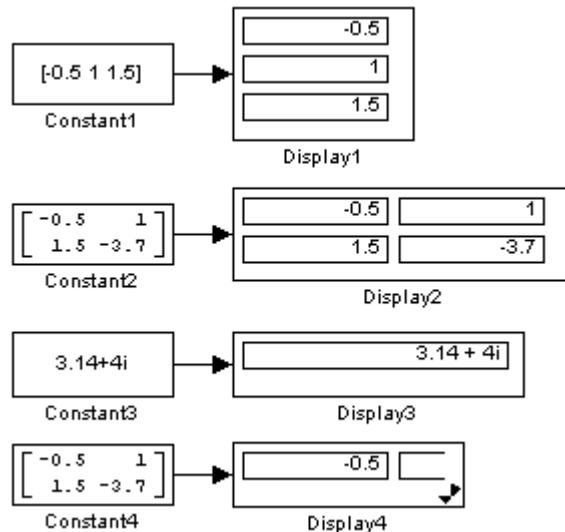 [-0.5 1 1.5]
-0.5
1
1.5
Constant1
Display1
-0.5 1
1.5 -3.7
-0.5 1
1.5 -3.7
Constant2
Display2
3.14+4i
3.14 + 4i
Constant3
Display3
-0.5 1
1.5 -3.7
-0.5
Constant4
Display4